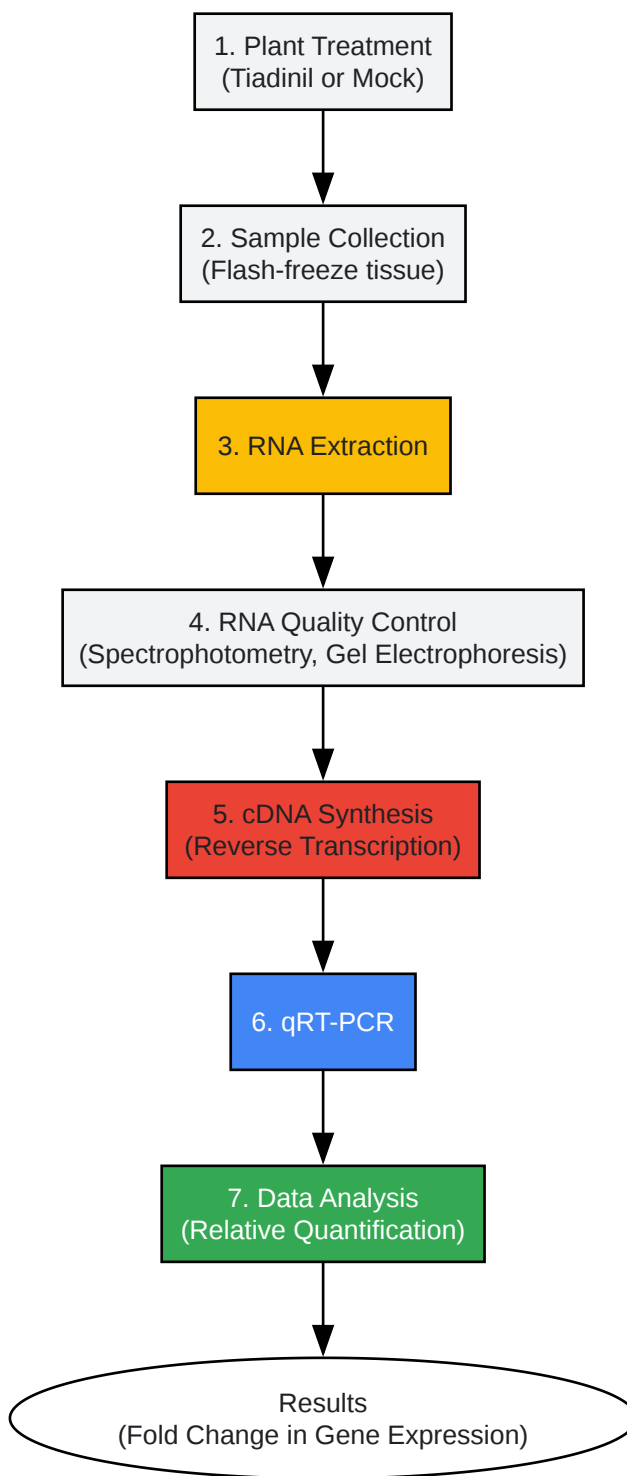 1. Plant Treatment
(Tiadinil or Mock)
2. Sample Collection
(Flash-freeze tissue)
3. RNA Extraction
4. RNA Quality Control
(Spectrophotometry, Gel Electrophoresis)
5. cDNA Synthesis
(Reverse Transcription)
6. qRT-PCR
7. Data Analysis
(Relative Quantification)
Results
(Fold Change in Gene Expression)